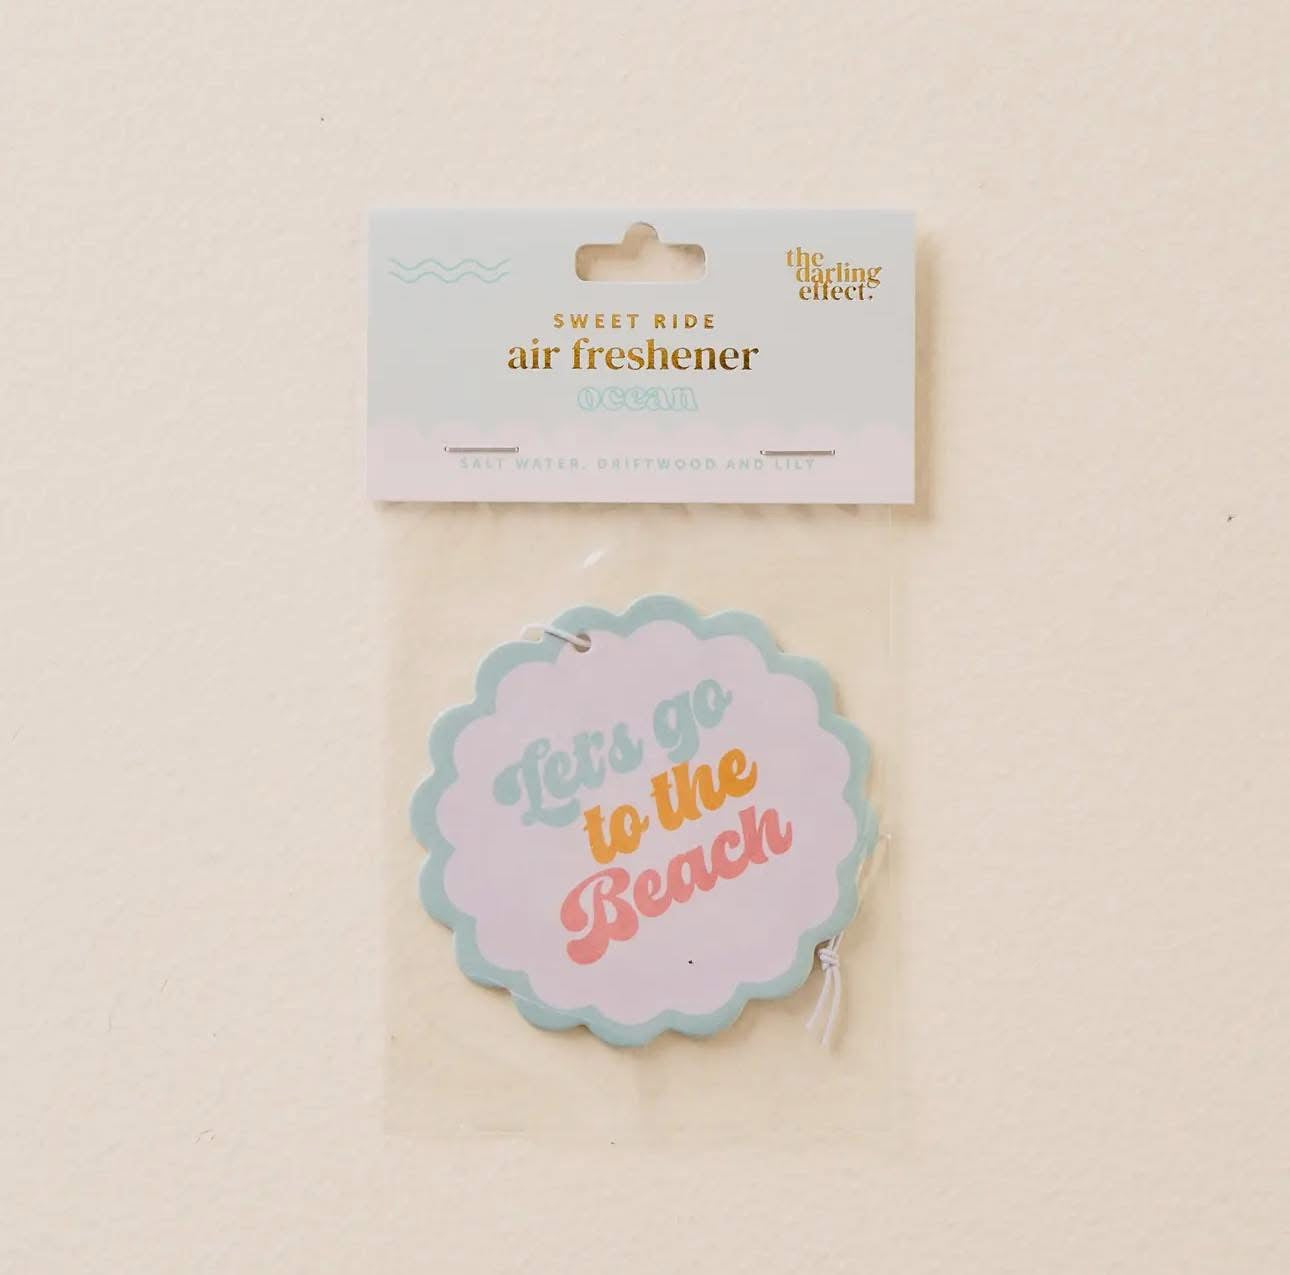 the
darling
effect.
SWEET RIDE
air freshener
ocean
SALT WATER, DRIFTWOOD AND LILY
Let's go
to the
Beach